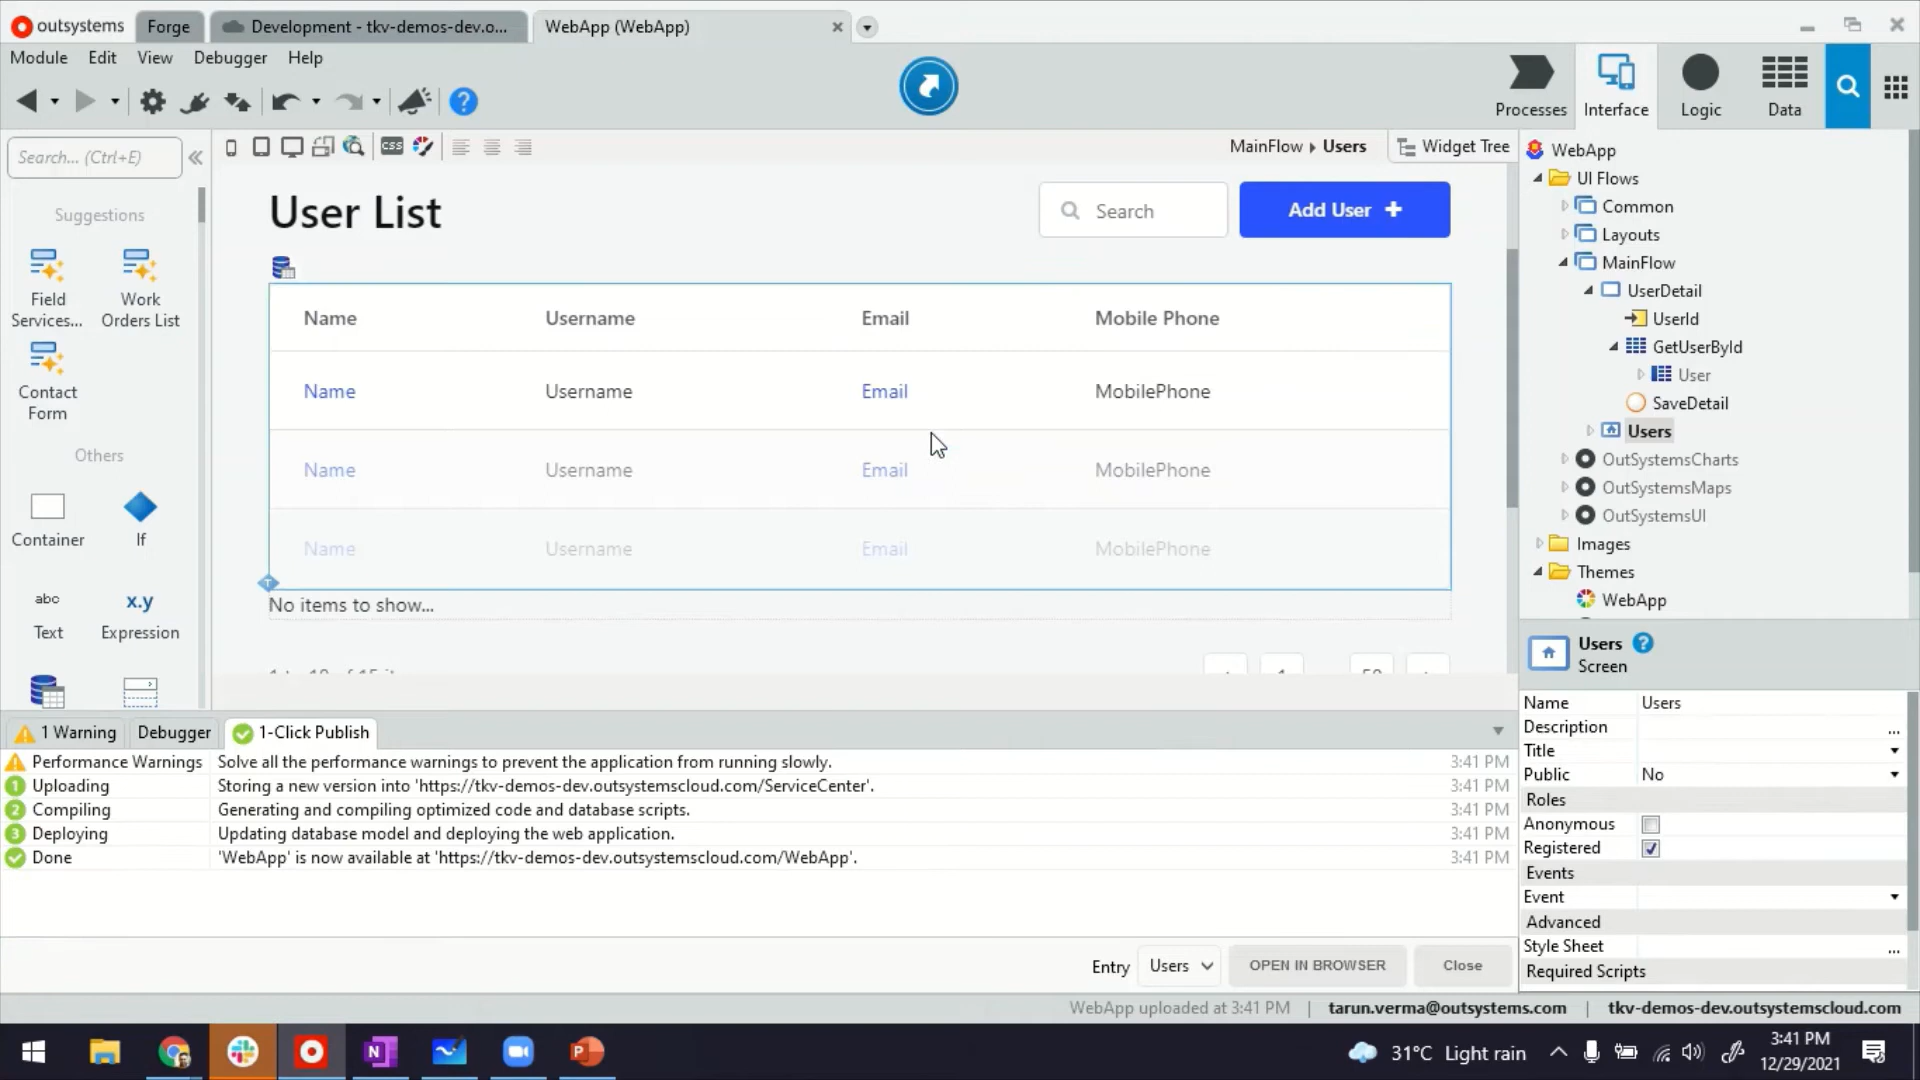 outsystems
Forge
Development - tkv-demos-dev.o...
WebApp (WebApp)
Module Edit View Debugger Help
Processes
Interface
Logic
Data
Search... (Ctrl+E)
css
MainFlow Users
Widget Tree
Suggestions
Field Services...
Work Orders List
Contact Form
Others
Container
If
abc
Text
x.y
Expression
User List
Search
Add User +
Name Username Email Mobile Phone
Name Username Email MobilePhone
Name Username Email MobilePhone
Name Username Email MobilePhone
No items to show...
WebApp
UI Flows
Common
Layouts
MainFlow
UserDetail
UserId
GetUserById
User
SaveDetail
Users
OutSystemsCharts
OutSystemsMaps
OutSystemsUI
Images
Themes
WebApp
Users
Screen
Name Users
Description ...
Title
Public No
Roles
Anonymous
Registered
Events
Event
Advanced
Style Sheet ...
Required Scripts
1 Warning
Debugger
1-Click Publish
Performance Warnings Solve all the performance warnings to prevent the application from running slowly. 3:41 PM
1 Uploading Storing a new version into 'https://tkv-demos-dev.outsystemscloud.com/ServiceCenter'. 3:41 PM
2 Compiling Generating and compiling optimized code and database scripts. 3:41 PM
3 Deploying Updating database model and deploying the web application. 3:41 PM
Done 'WebApp' is now available at 'https://tkv-demos-dev.outsystemscloud.com/WebApp'. 3:41 PM
Entry Users OPEN IN BROWSER Close
WebApp uploaded at 3:41 PM | tarun.verma@outsystems.com | tkv-demos-dev.outsystemscloud.com
31°C Light rain
3:41 PM
12/29/2021